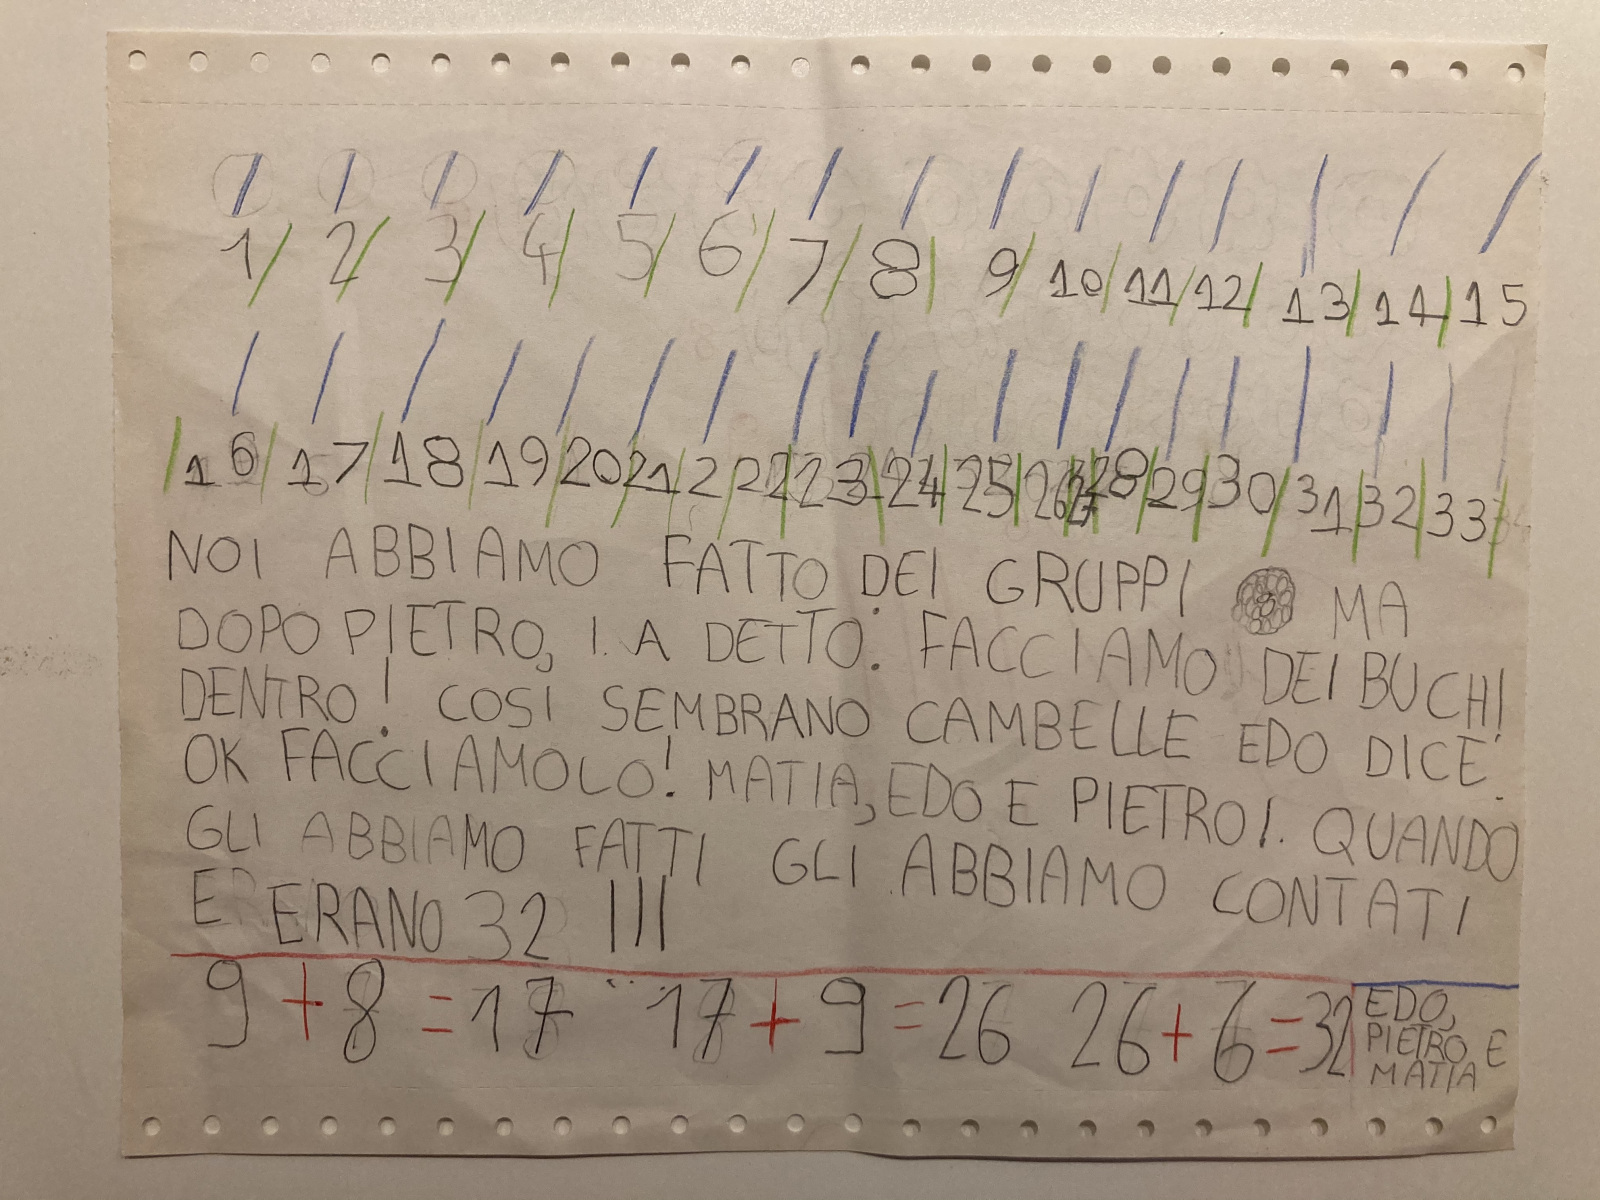 1 / 2 / 3 / 4 / 5 / 6 / 7 / 8 / 9 / 10 / 11 / 12 / 13 / 14 / 15
/ 16 / 17 / 18 / 19 / 20 / 21 / 22 / 23 / 24 / 25 / 26 / 27 / 28 / 29 / 30 / 31 / 32 / 33 /
NOI ABBIAMO FATTO DEI GRUPPI MA
DOPO PIETRO, I. A DETTO. FACCIAMO DEI BUCHI
DENTRO! COSI SEMBRANO CAMBELLE EDO DICE
OK FACCIAMOLO! MATIA, EDO E PIETRO!. QUANDO
GLI ABBIAMO FATTI GLI ABBIAMO CONTATI
ERANO 32 !!!
9 + 8 = 17 17 + 9 = 26 26 + 6 = 32
EDO,
PIETRO E
MATIA